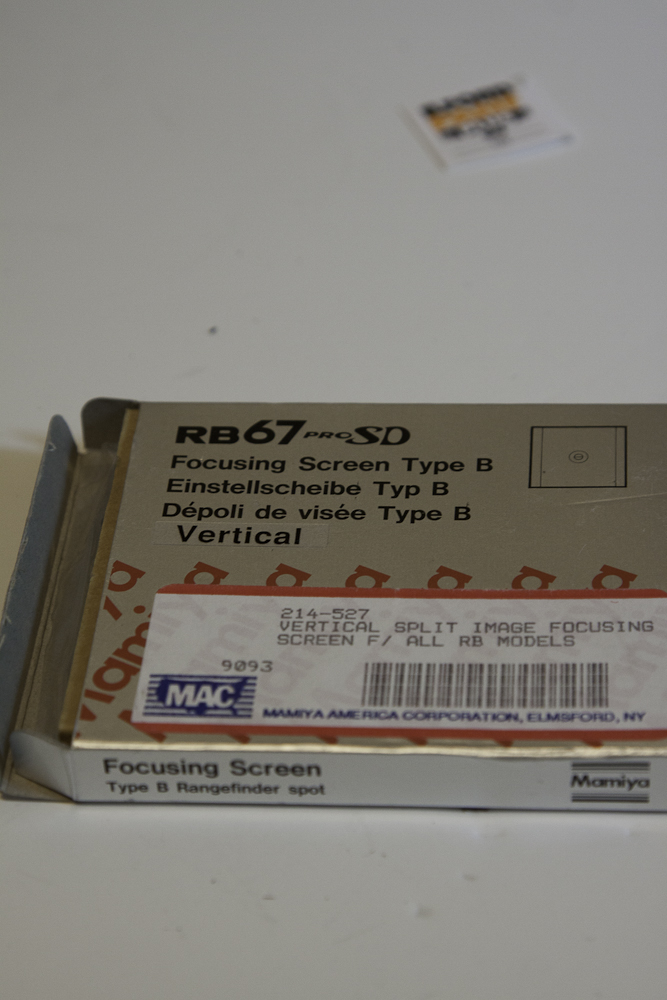 RB67 PRO SD
Focusing Screen Type B
Einstellscheibe Typ B
Dépoli de visée Type B
Vertical
214-527
VERTICAL SPLIT IMAGE FOCUSING
SCREEN F/ ALL RB MODELS
9093
MAC
MAMIYA AMERICA CORPORATION, ELMSFORD, NY
Mamiya
Focusing Screen
Type B Rangefinder spot
Mamiya